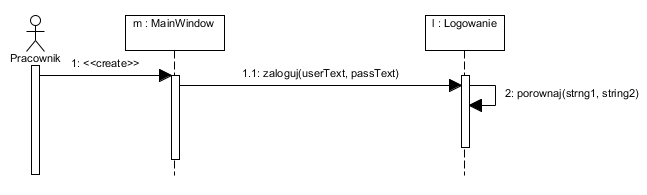 m : MainWindow
l : Logowanie
Pracownik
1: <<create>>
1.1: zaloguj(userText, passText)
2: porownaj(strng1, string2)